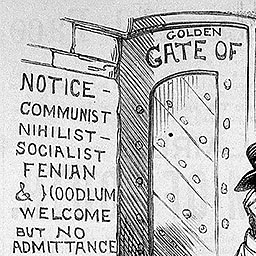 GOLDEN
GATE OF
NOTICE -
COMMUNIST
NIHILIST -
SOCIALIST
FENIAN
& HOODLUM
WELCOME
BUT NO
ADMITTANCE